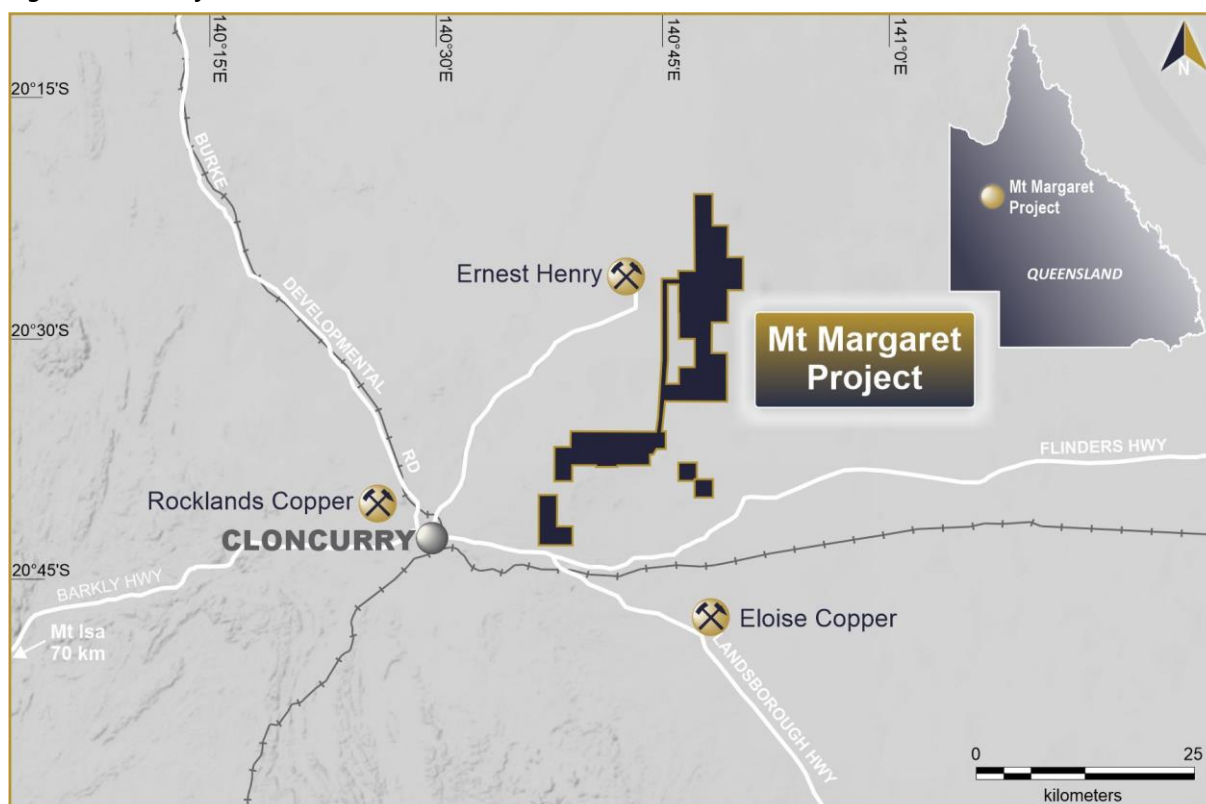 140°15'E
140°30'E
140°45'E
141°0'E
N
20°15'S
BURKE
DEVELOPMENTAL
RD
Mt Margaret
Project
QUEENSLAND
Ernest Henry
20°30'S
Mt Margaret
Project
FLINDERS HWY
Rocklands Copper
CLONCURRY
20°45'S
BARKLY HWY
Mt Isa
70 km
Eloise Copper
LANDSBOROUGH HWY
0 25
kilometers